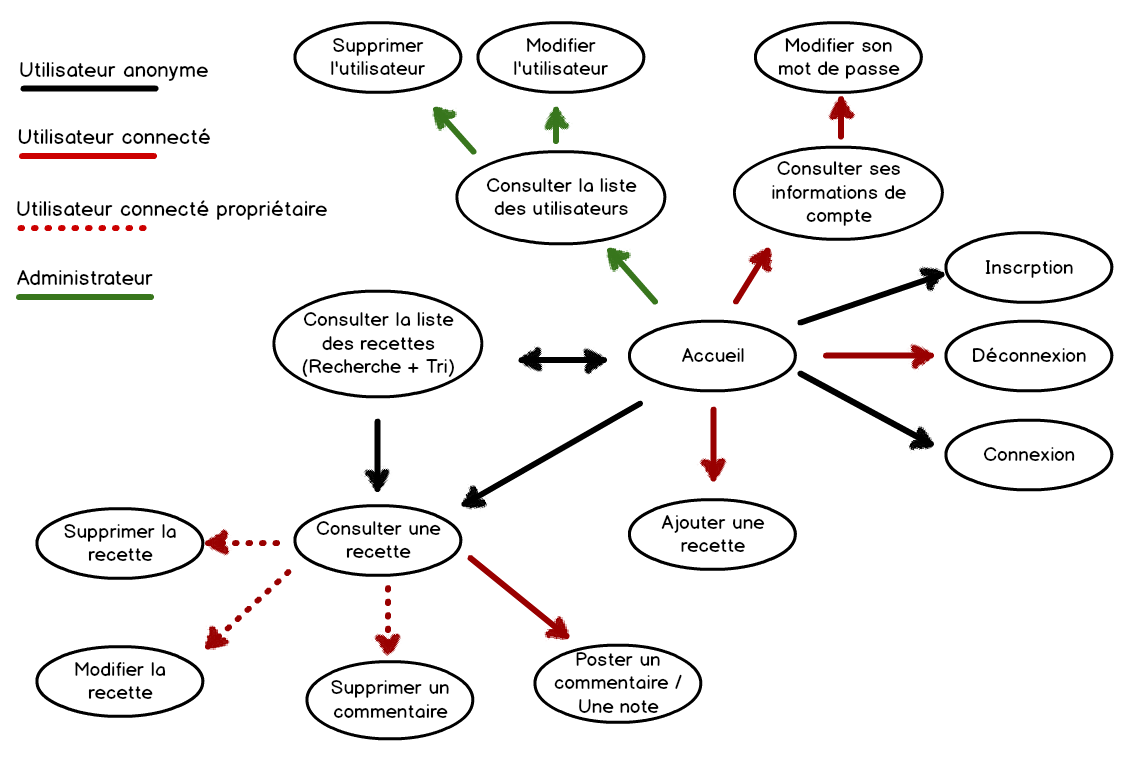 Supprimer
l'utilisateur
Modifier
l'utilisateur
Modifier son
mot de passe
Utilisateur anonyme
Utilisateur connecté
Utilisateur connecté propriétaire
Administrateur
Consulter la liste
des utilisateurs
Consulter ses
informations de
compte
Inscrption
Consulter la liste
des recettes
(Recherche + Tri)
Accueil
Déconnexion
Connexion
Supprimer la
recette
Consulter une
recette
Ajouter une
recette
Modifier la
recette
Supprimer un
commentaire
Poster un
commentaire /
Une note